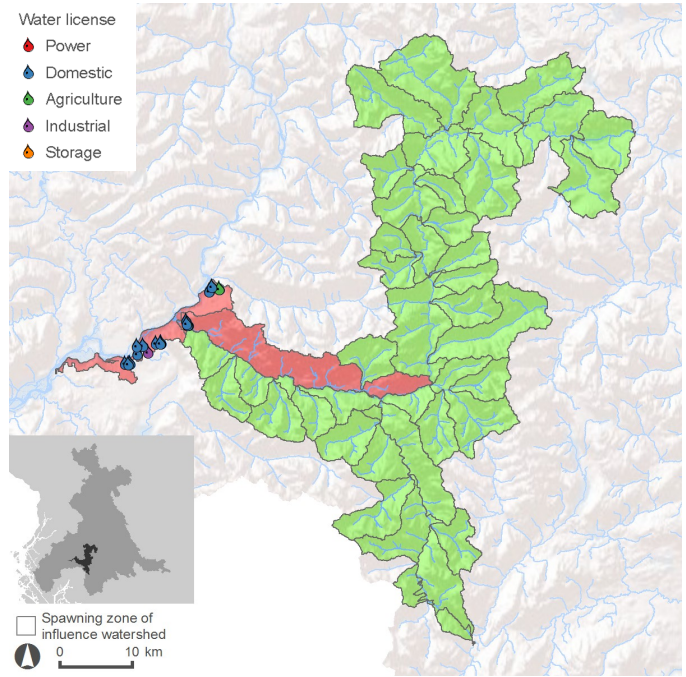 Water license
Power
Domestic
Agriculture
Industrial
Storage
Spawning zone of
influence watershed
0 10 km